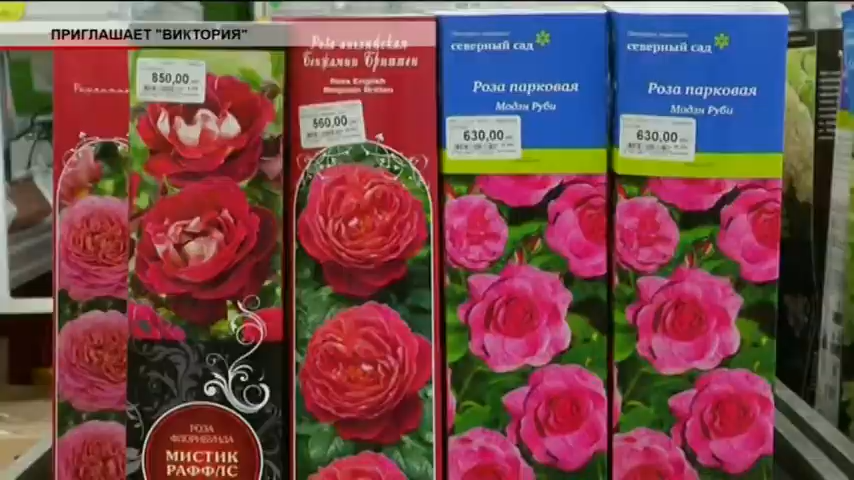 ПРИГЛАШАЕТ "ВИКТОРИЯ"
850,00
Роза английская
Бенджамин Бриттен
Rosa English
Benjamin Britten
560,00
северный сад
Роза парковая
Модэн Руби
630,00
северный сад
Роза парковая
Модэн Руби
630,00
РОЗА
ФЛОРИБУНДА
МИСТИК
РАФФЛС